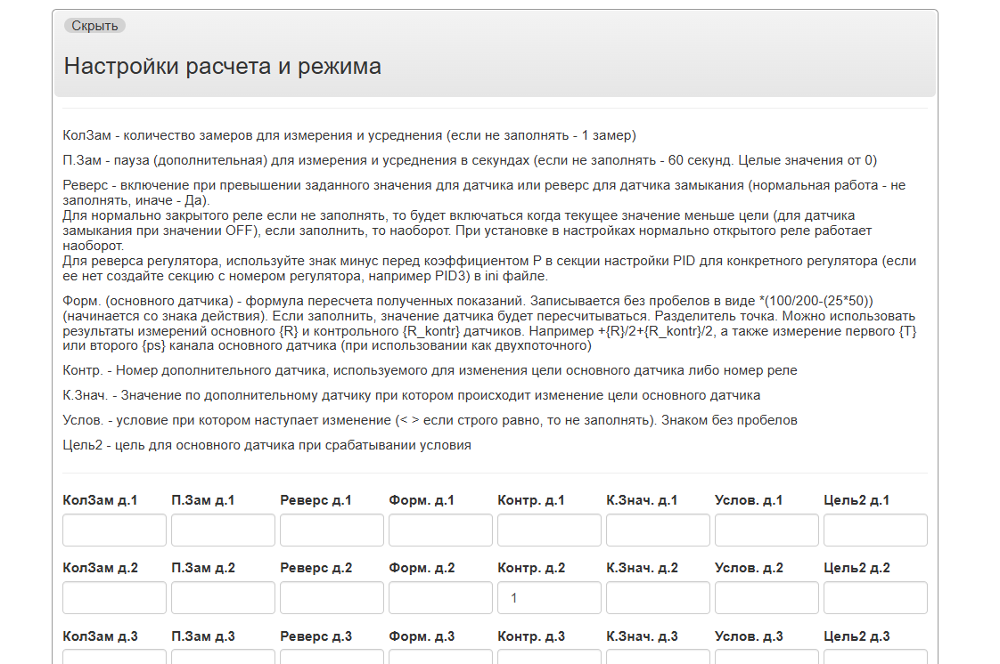 Скрыть
Настройки расчета и режима
КолЗам - количество замеров для измерения и усреднения (если не заполнять - 1 замер)
П.Зам - пауза (дополнительная) для измерения и усреднения в секундах (если не заполнять - 60 секунд. Целые значения от 0)
Реверс - включение при превышении заданного значения для датчика или реверс для датчика замыкания (нормальная работа - не
заполнять, иначе - Да).
Для нормально закрытого реле если не заполнять, то будет включаться когда текущее значение меньше цели (для датчика
замыкания при значении OFF), если заполнить, то наоборот. При установке в настройках нормально открытого реле работает
наоборот.
Для реверса регулятора, используйте знак минус перед коэффициентом P в секции настройки PID для конкретного регулятора (если
ее нет создайте секцию с номером регулятора, например PID3) в ini файле.
Форм. (основного датчика) - формула пересчета полученных показаний. Записывается без пробелов в виде *(100/200-(25*50))
(начинается со знака действия). Если заполнить, значение датчика будет пересчитываться. Разделитель точка. Можно использовать
результаты измерений основного {R} и контрольного {R_kontr} датчиков. Например +{R}/2+{R_kontr}/2, а также измерение первого {T}
или второго {ps} канала основного датчика (при использовании как двухпоточного)
Контр. - Номер дополнительного датчика, используемого для изменения цели основного датчика либо номер реле
К.Знач. - Значение по дополнительному датчику при котором происходит изменение цели основного датчика
Услов. - условие при котором наступает изменение (< > если строго равно, то не заполнять). Знаком без пробелов
Цель2 - цель для основного датчика при срабатывании условия
КолЗам д.1 П.Зам д.1 Реверс д.1 Форм. д.1 Контр. д.1 К.Знач. д.1 Услов. д.1 Цель2 д.1
КолЗам д.2 П.Зам д.2 Реверс д.2 Форм. д.2 Контр. д.2 К.Знач. д.2 Услов. д.2 Цель2 д.2
1
КолЗам д.3 П.Зам д.3 Реверс д.3 Форм. д.3 Контр. д.3 К.Знач. д.3 Услов. д.3 Цель2 д.3